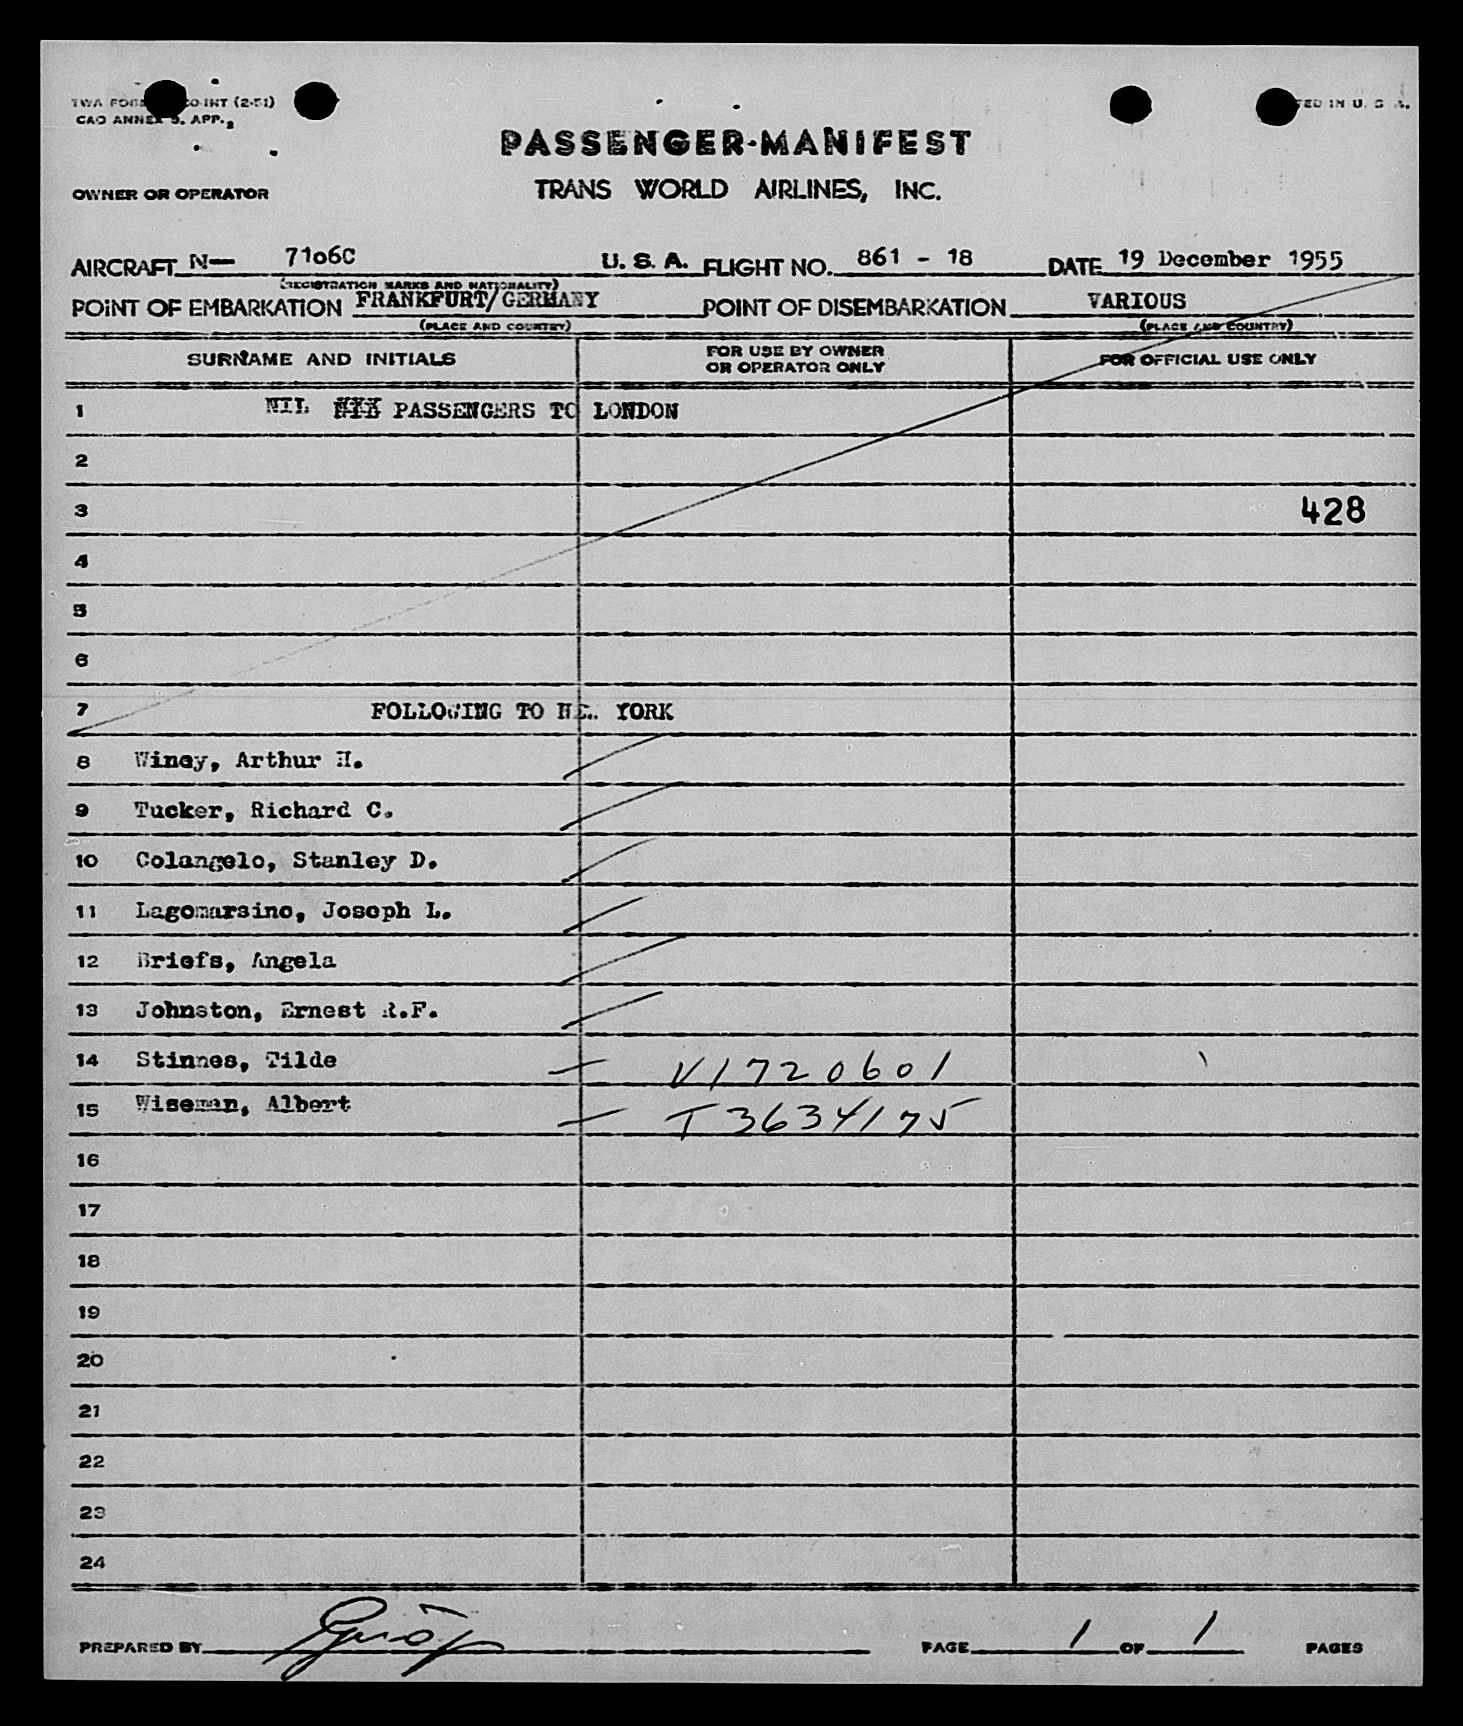 TWA FORM INT (2-51)
CAO ANNEX 9, APP. 2
PASSENGER-MANIFEST
OWNER OR OPERATOR TRANS WORLD AIRLINES, INC.
AIRCRAFT N— 7106C U. S. A. FLIGHT NO. 861 - 18 DATE 19 December 1955
(REGISTRATION MARKS AND NATIONALITY)
POINT OF EMBARKATION FRANKFURT/GERMANY POINT OF DISEMBARKATION VARIOUS
(PLACE AND COUNTRY) (PLACE AND COUNTRY)
SURNAME AND INITIALS FOR USE BY OWNER OR OPERATOR ONLY FOR OFFICIAL USE ONLY
1 NIL PASSENGERS TO LONDON
2
3 428
4
5
6
7 FOLLOWING TO NEW YORK
8 Winey, Arthur H.
9 Tucker, Richard C.
10 Colangelo, Stanley D.
11 Lagomarsino, Joseph L.
12 Briefs, Angela
13 Johnston, Ernest R.F.
14 Stinnes, Tilde V1720601
15 Wiseman, Albert T3634175
16
17
18
19
20
21
22
23
24
PREPARED BY PAGE 1 OF 1 PAGES